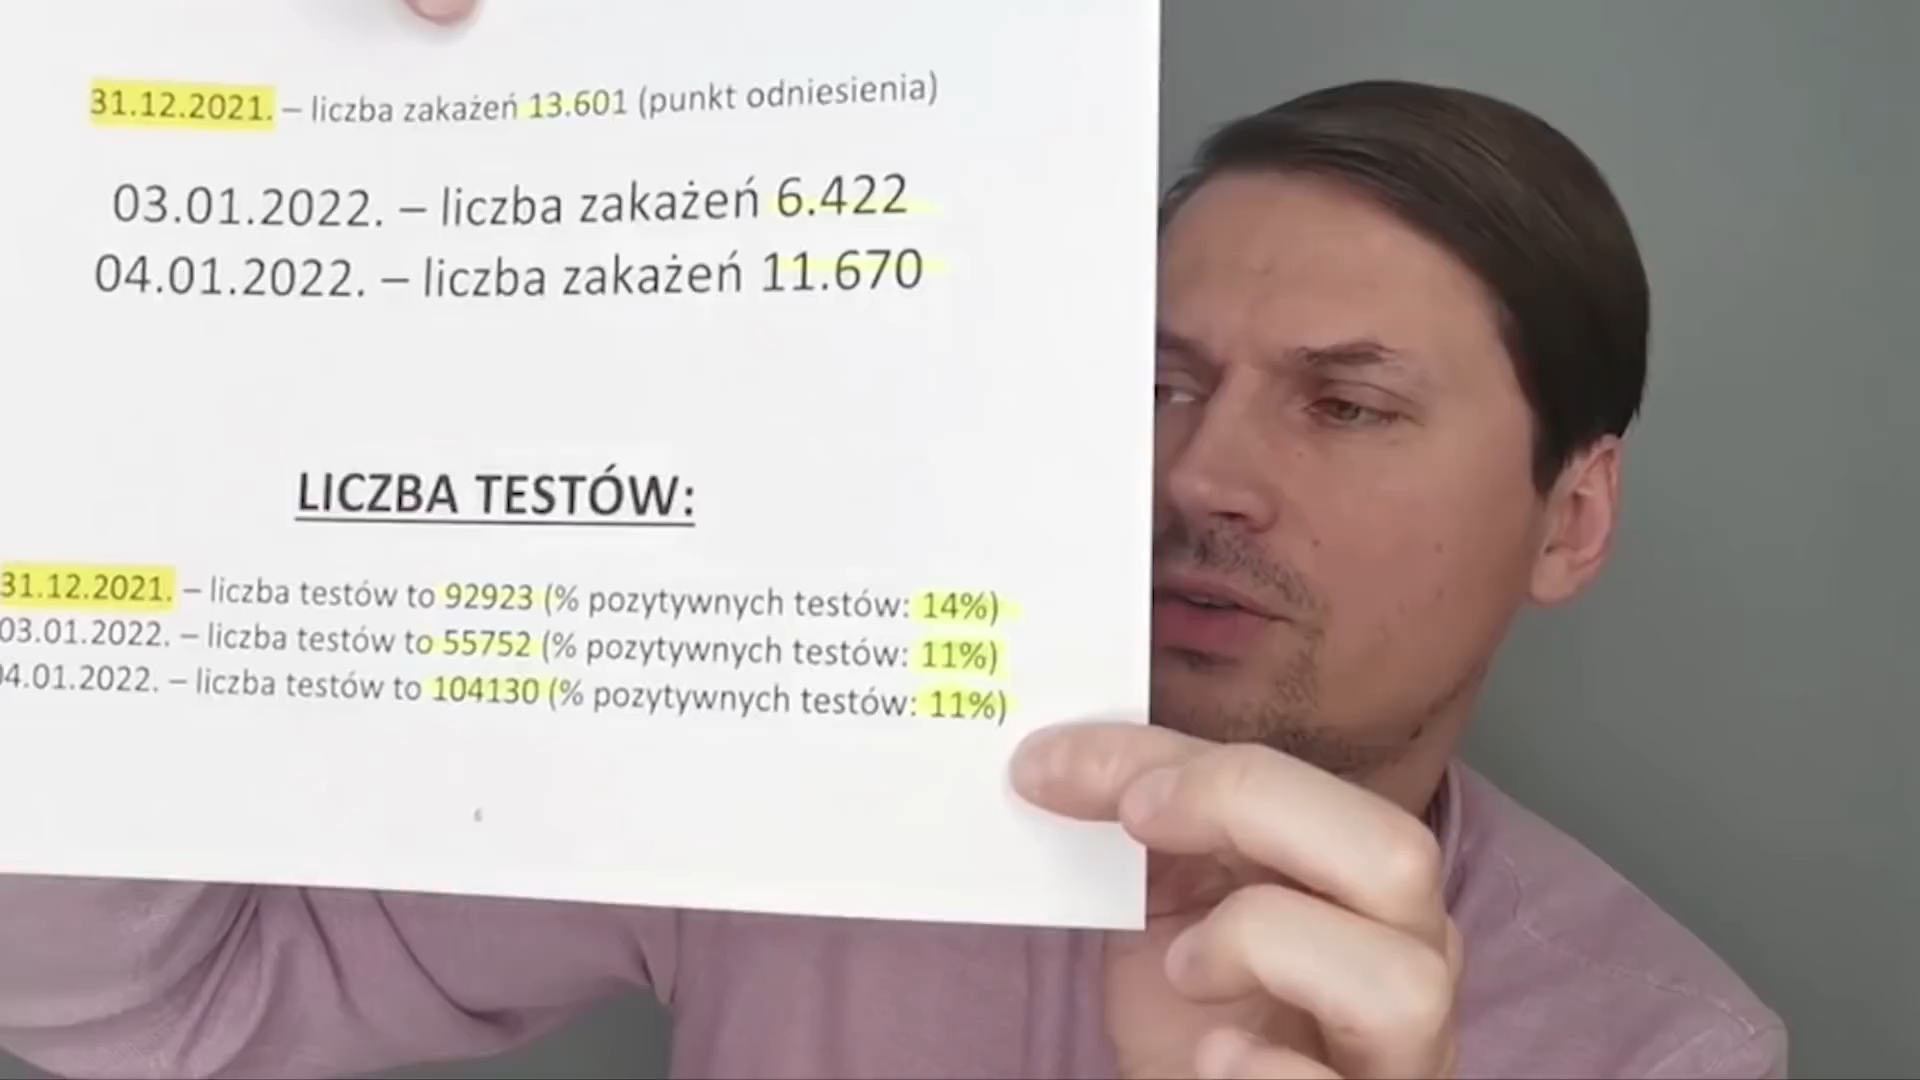 31.12.2021. – liczba zakażeń 13.601 (punkt odniesienia)
03.01.2022. – liczba zakażeń 6.422
04.01.2022. – liczba zakażeń 11.670
LICZBA TESTÓW:
31.12.2021. – liczba testów to 92923 (% pozytywnych testów: 14%)
03.01.2022. – liczba testów to 55752 (% pozytywnych testów: 11%)
04.01.2022. – liczba testów to 104130 (% pozytywnych testów: 11%)